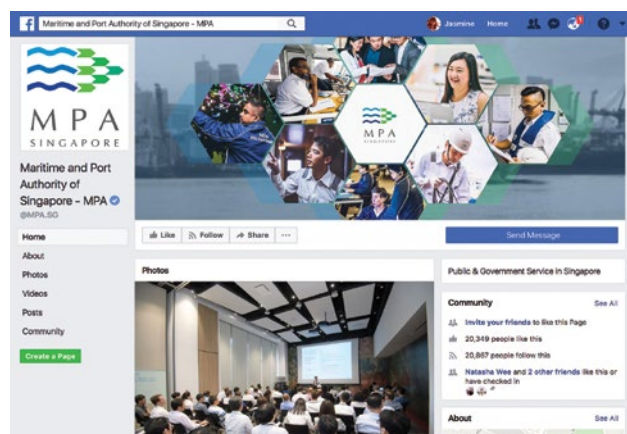 Maritime and Port Authority of Singapore - MPA
Jasmine Home
MPA
SINGAPORE
MPA
SINGAPORE
Maritime and Port
Authority of
Singapore - MPA
@MPA.SG
Home
About
Photos
Videos
Posts
Community
Create a Page
Like Follow Share
Send Message
Photos
Public & Government Service in Singapore
Community See All
Invite your friends to like this Page
20,349 people like this
20,867 people follow this
Natasha Wee and 2 other friends like this or
have checked in
About See All